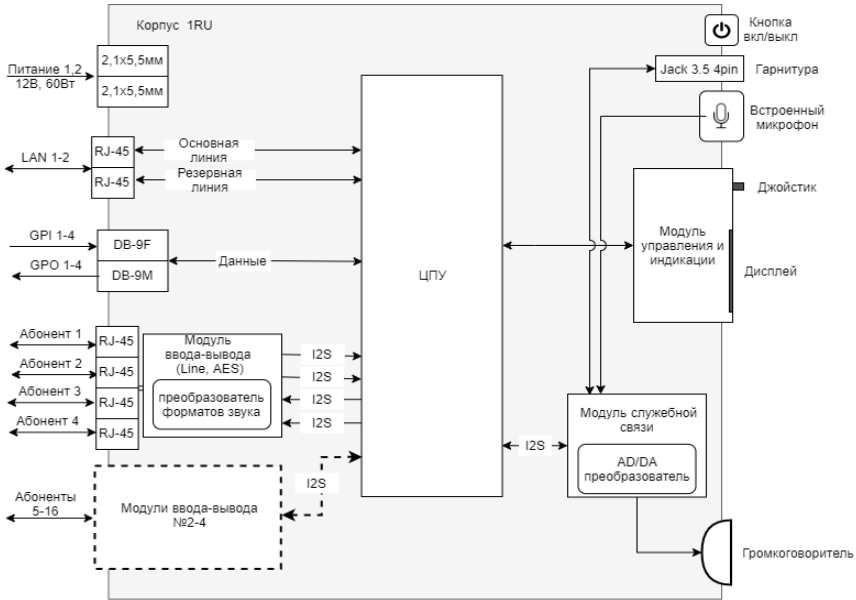 Корпус 1RU
Кнопка
вкл/выкл
Питание 1,2
12В, 60Вт
2,1х5,5мм
2,1х5,5мм
Jack 3.5 4pin
Гарнитура
Встроенный
микрофон
LAN 1-2
RJ-45
RJ-45
Основная
линия
Резервная
линия
Джойстик
Модуль
управления и
индикации
Дисплей
GPI 1-4
GPO 1-4
DB-9F
DB-9M
Данные
ЦПУ
Абонент 1
Абонент 2
Абонент 3
Абонент 4
RJ-45
RJ-45
RJ-45
RJ-45
Модуль
ввода-вывода
(Line, AES)
преобразователь
форматов звука
I2S
I2S
I2S
I2S
Модуль служебной
связи
I2S
AD/DA
преобразователь
Абоненты
5-16
Модули ввода-вывода
№2-4
I2S
Громкоговоритель